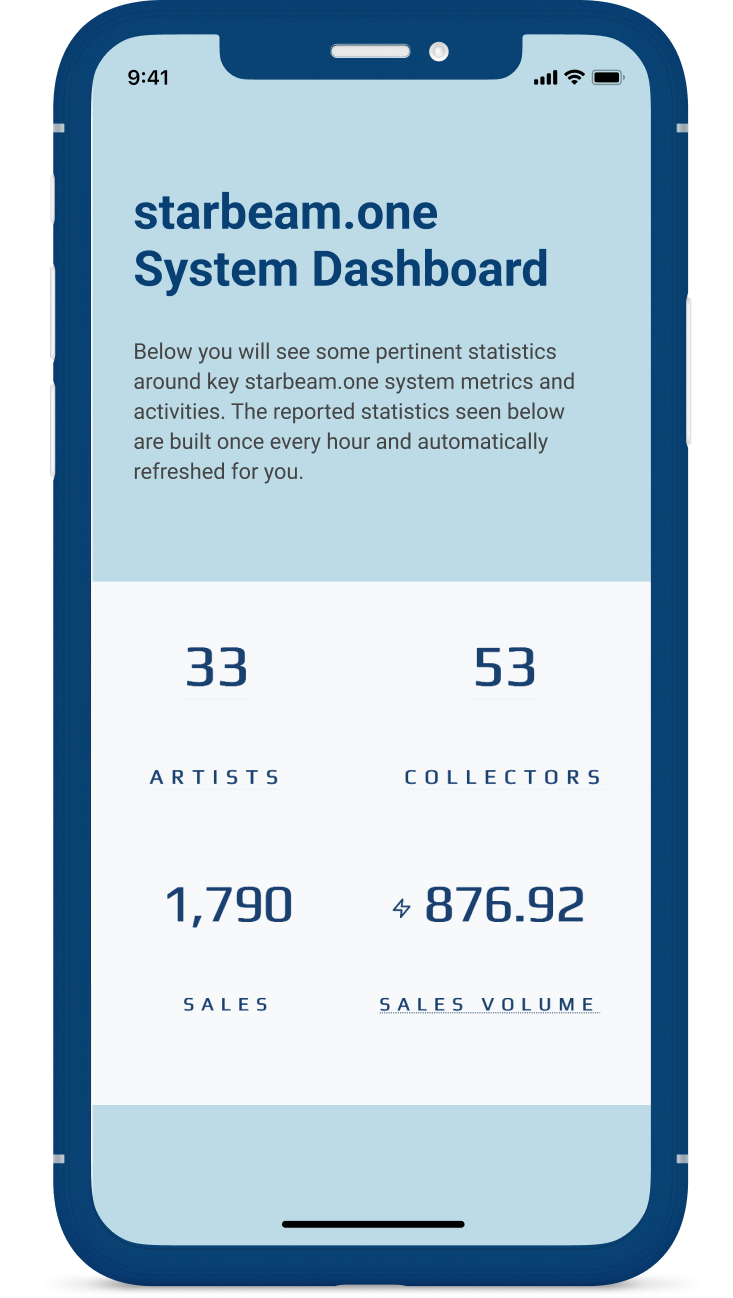 9:41
starbeam.one
System Dashboard
Below you will see some pertinent statistics
around key starbeam.one system metrics and
activities. The reported statistics seen below
are built once every hour and automatically
refreshed for you.
33 53
ARTISTS COLLECTORS
1,790 876.92
SALES SALES VOLUME